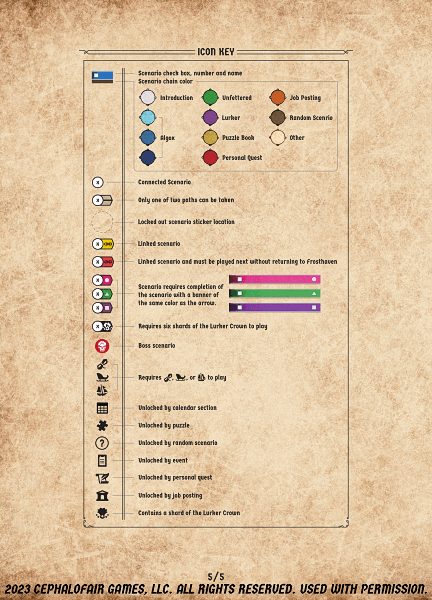 ICON KEY
Scenario check box, number and name
Scenario chain color
Introduction
Unfettered
Job Posting
Lurker
Random Scenario
Algox
Puzzle Book
Other
Personal Quest
x
Connected Scenario
x
Only one of two paths can be taken
Locked out scenario sticker location
x
Linked scenario
x
Linked scenario and must be played next without returning to Frosthaven
x
x
x
Scenario requires completion of
the scenario with a banner of
the same color as the arrow.
x
Requires six shards of the Lurker Crown to play
Boss scenario
Requires , , or to play
Unlocked by calendar section
Unlocked by puzzle
?
Unlocked by random scenario
Unlocked by event
Unlocked by personal quest
Unlocked by job posting
Contains a shard of the Lurker Crown
5/5
2023 CEPHALOFAIR GAMES, LLC. ALL RIGHTS RESERVED. USED WITH PERMISSION.